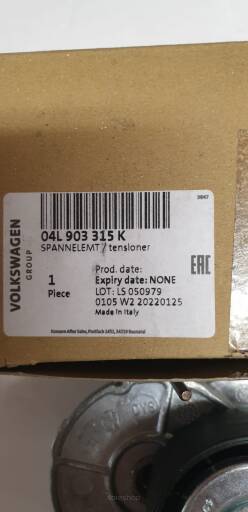 3047
04L 903 315 K
SPANNELEMT / tensioner
VOLKSWAGEN
GROUP
Prod. date:
1
Piece
Expiry date: NONE
LOT: LS 050979
0105 W2 20220125
Made in Italy
EAC